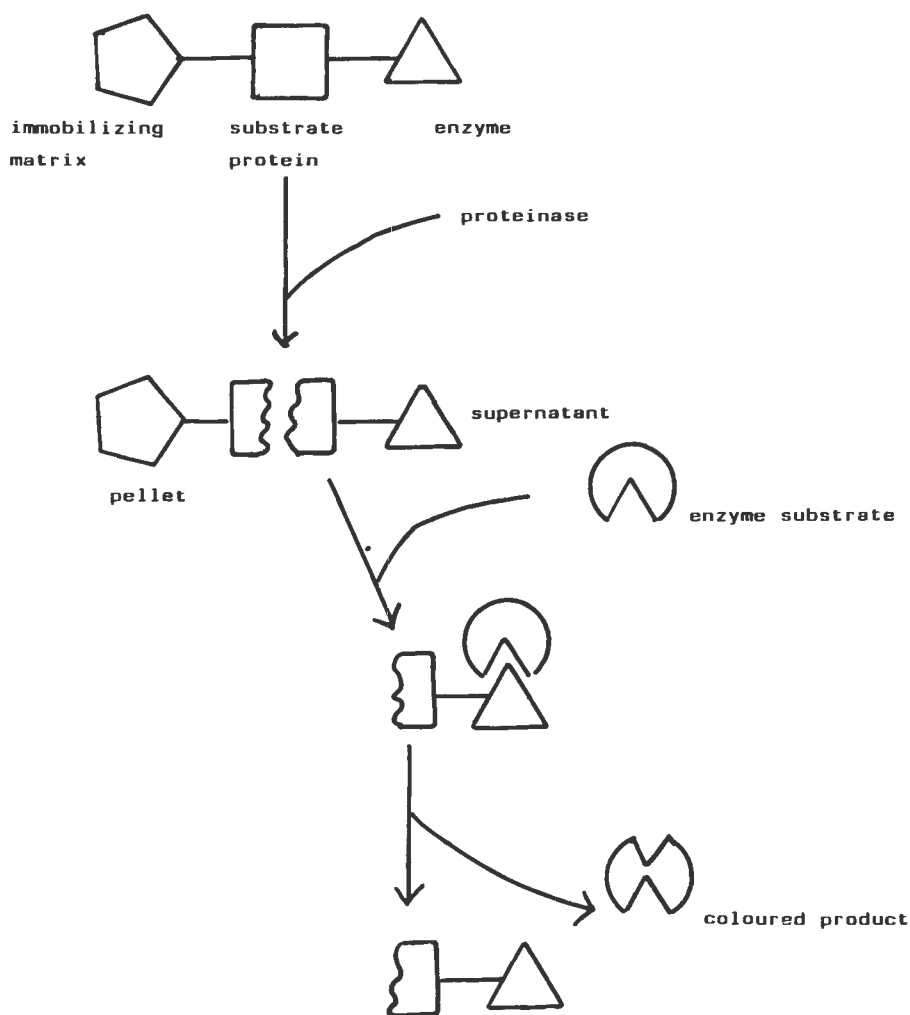 immobilizing matrix
substrate protein
enzyme
proteinase
supernatant
pellet
enzyme substrate
coloured product